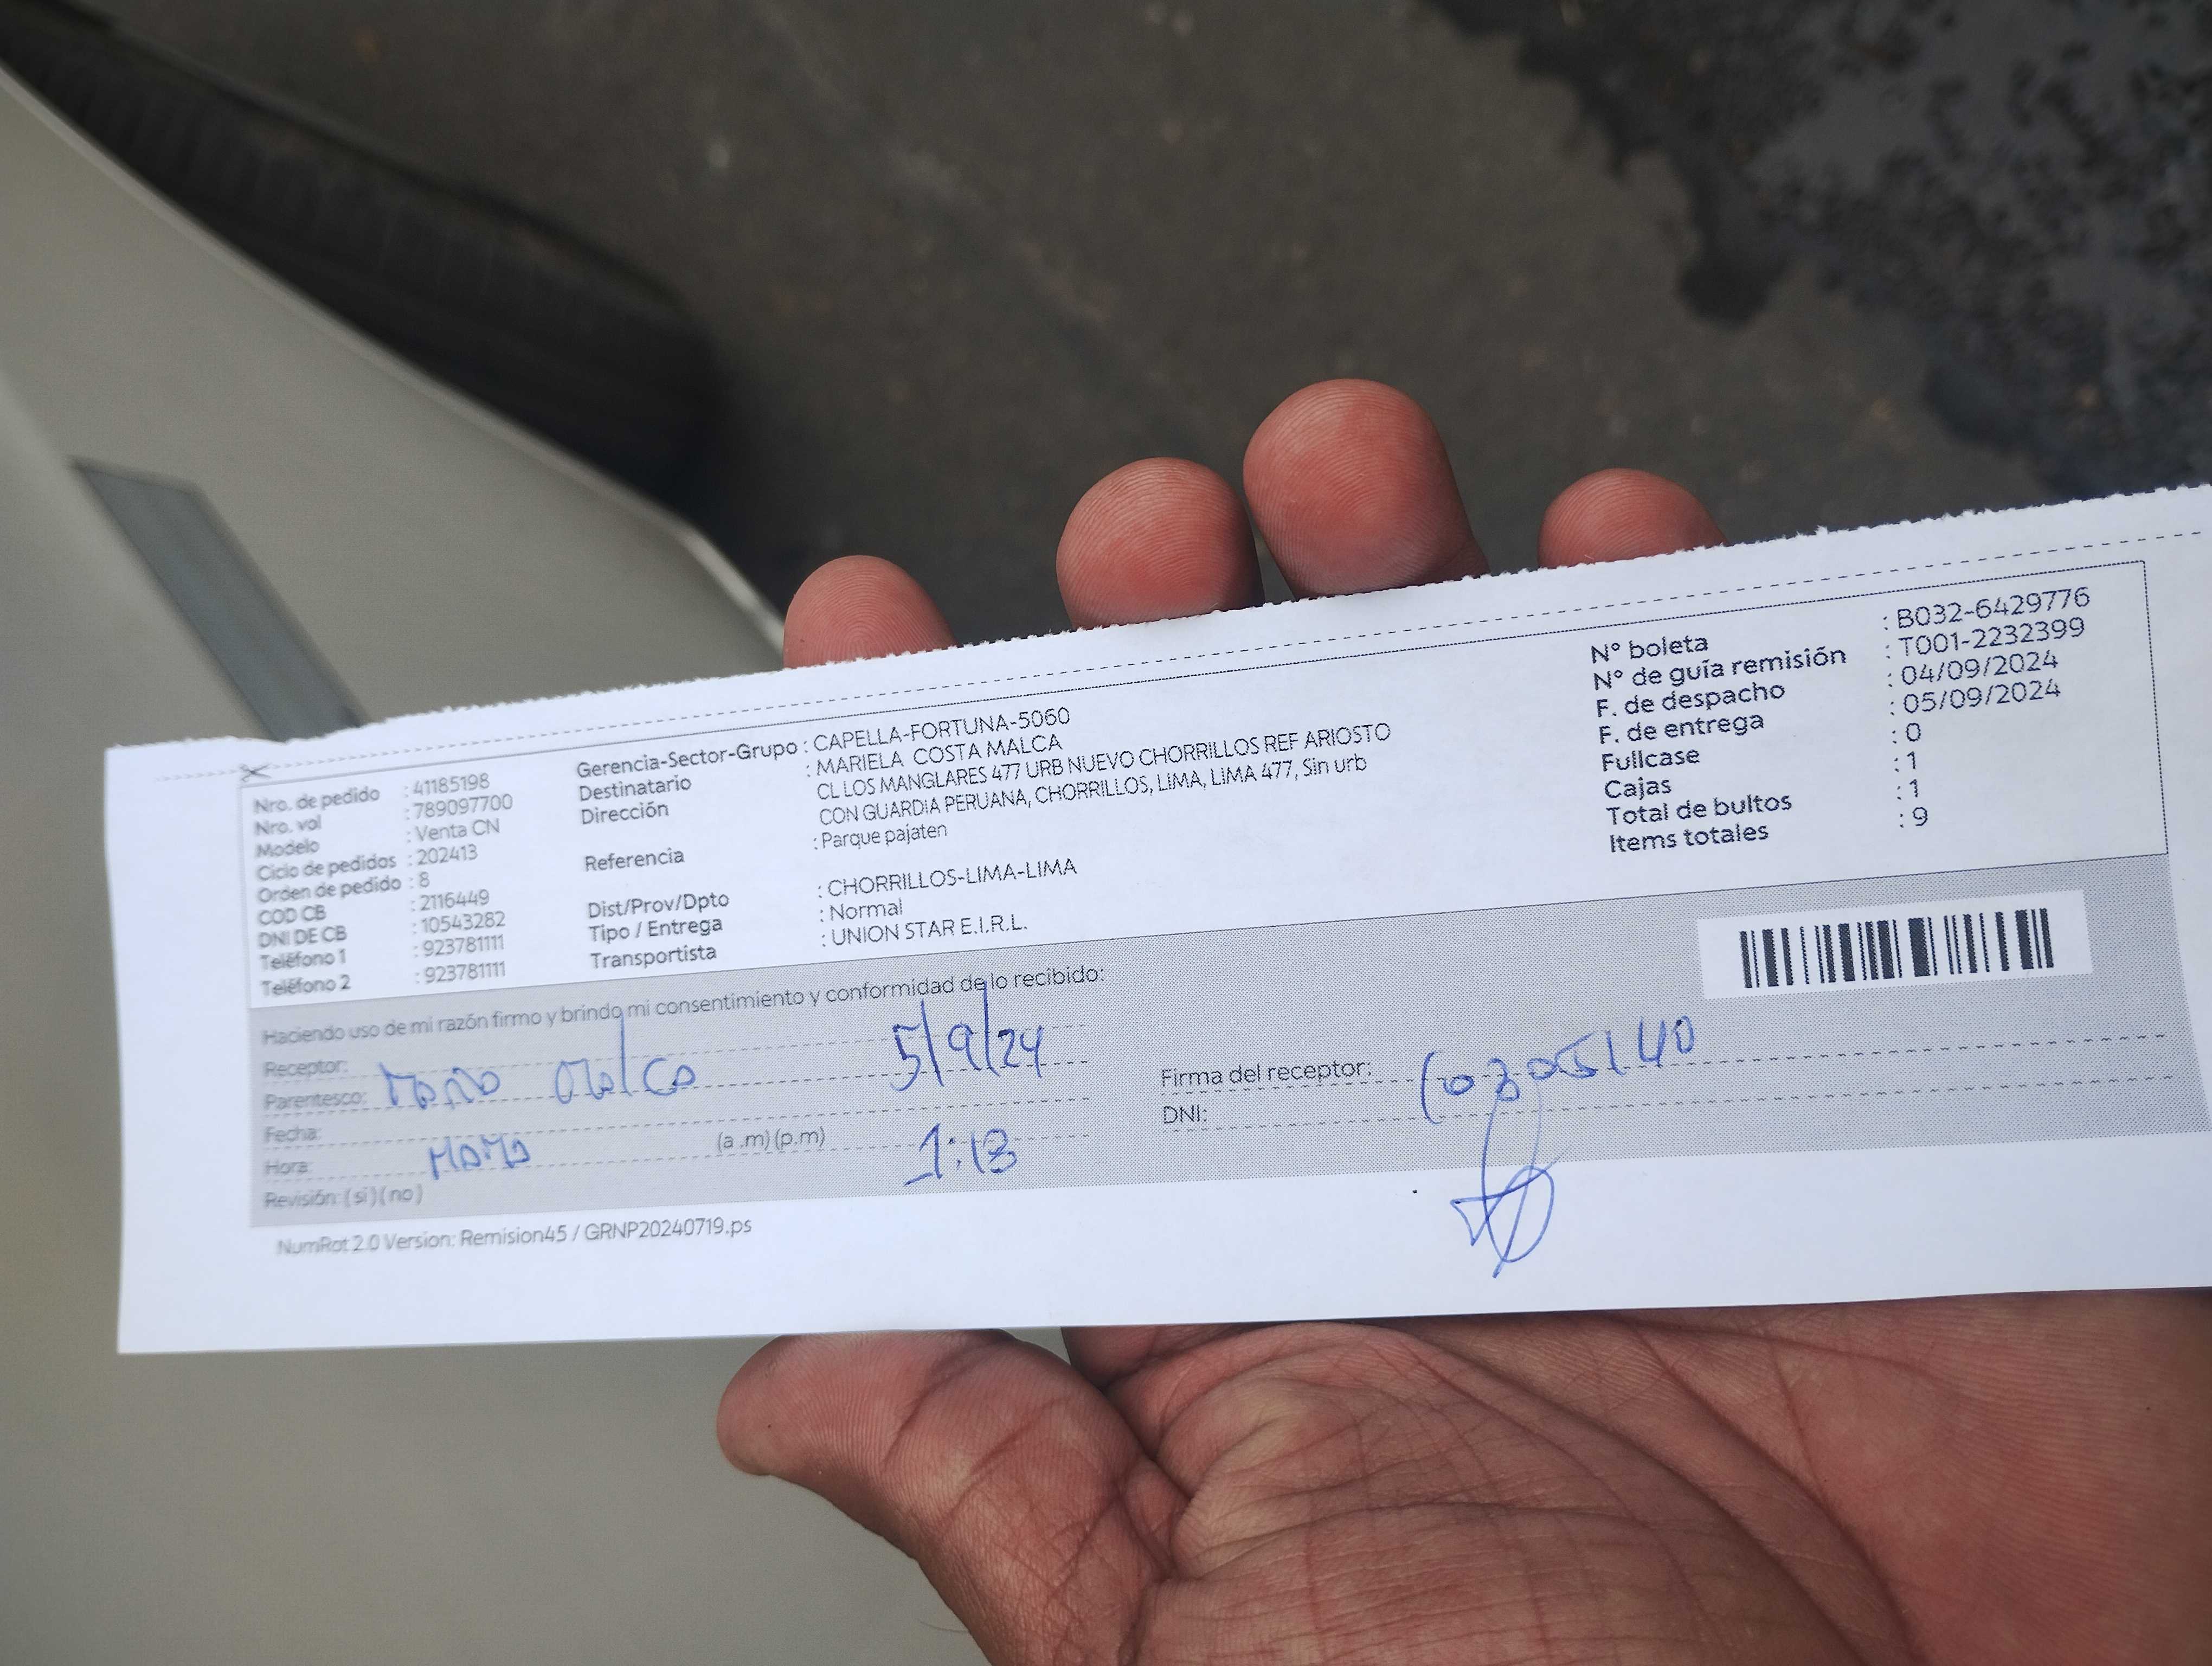 Nro. de pedido : 41185198
Nro. vol : 789097700
Modelo : Venta CN
Ciclo de pedidos : 202413
Orden de pedido : 8
COD CB : 2116449
DNI DE CB : 10543282
Teléfono 1 : 923781111
Teléfono 2 : 923781111
Gerencia-Sector-Grupo : CAPELLA-FORTUNA-5060
Destinatario : MARIELA COSTA MALCA
Dirección CL LOS MANGLARES 477 URB NUEVO CHORRILLOS REF ARIOSTO
CON GUARDIA PERUANA, CHORRILLOS, LIMA, LIMA 477, Sin urb
Referencia : Parque pajaten
Dist/Prov/Dpto : CHORRILLOS-LIMA-LIMA
Tipo / Entrega : Normal
Transportista : UNION STAR E.I.R.L.
N° boleta : B032-6429776
N° de guía remisión : T001-2232399
F. de despacho : 04/09/2024
F. de entrega : 05/09/2024
Fullcase : 0
Cajas : 1
Total de bultos : 1
Items totales : 9
Haciendo uso de mi razón firmo y brindo mi consentimiento y conformidad de lo recibido:
Receptor:
Parentesco: Malca 5/9/24
Fecha:
Hora: MAMA (a .m) (p.m) 1:13
Revisión: (si) (no)
Firma del receptor:
DNI:
NumRot 2.0 Version: Remision45 / GRNP20240719.ps